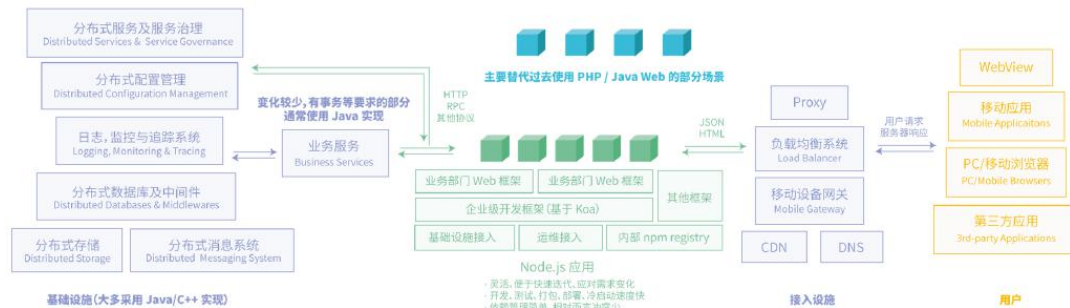 分布式服务及服务治理
Distributed Services & Service Governance
分布式配置管理
Distributed Configuration Management
日志，监控与追踪系统
Logging, Monitoring & Tracing
分布式数据库及中间件
Distributed Databases & Middlewares
分布式存储
Distributed Storage
分布式消息系统
Distributed Messaging System
基础设施（大多采用 Java/C++ 实现）
变化较少，有事务等要求的部分
通常使用 Java 实现
业务服务
Business Services
主要替代过去使用 PHP / Java Web 的部分场景
HTTP
RPC
其他协议
JSON
HTML
业务部门 Web 框架
业务部门 Web 框架
其他框架
企业级开发框架（基于 Koa）
基础设施接入
运维接入
内部 npm registry
Node.js 应用
· 灵活，便于快速迭代、应对需求变化
· 开发、测试、打包、部署、冷启动速度快
Proxy
负载均衡系统
Load Balancer
移动设备网关
Mobile Gateway
CDN
DNS
接入设施
用户请求
服务器响应
WebView
移动应用
Mobile Applicaitons
PC/移动浏览器
PC/Mobile Browsers
第三方应用
3rd-party Applications
用户